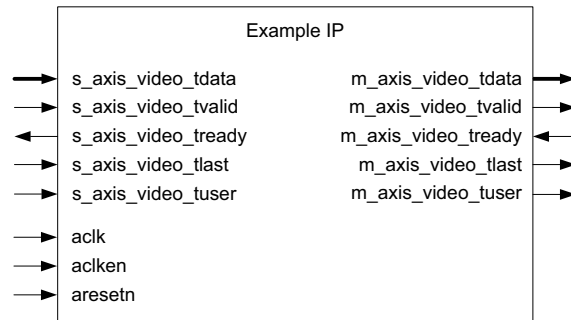 Example IP
s_axis_video_tdata
s_axis_video_tvalid
s_axis_video_tready
s_axis_video_tlast
s_axis_video_tuser
aclk
aclken
aresetn
m_axis_video_tdata
m_axis_video_tvalid
m_axis_video_tready
m_axis_video_tlast
m_axis_video_tuser